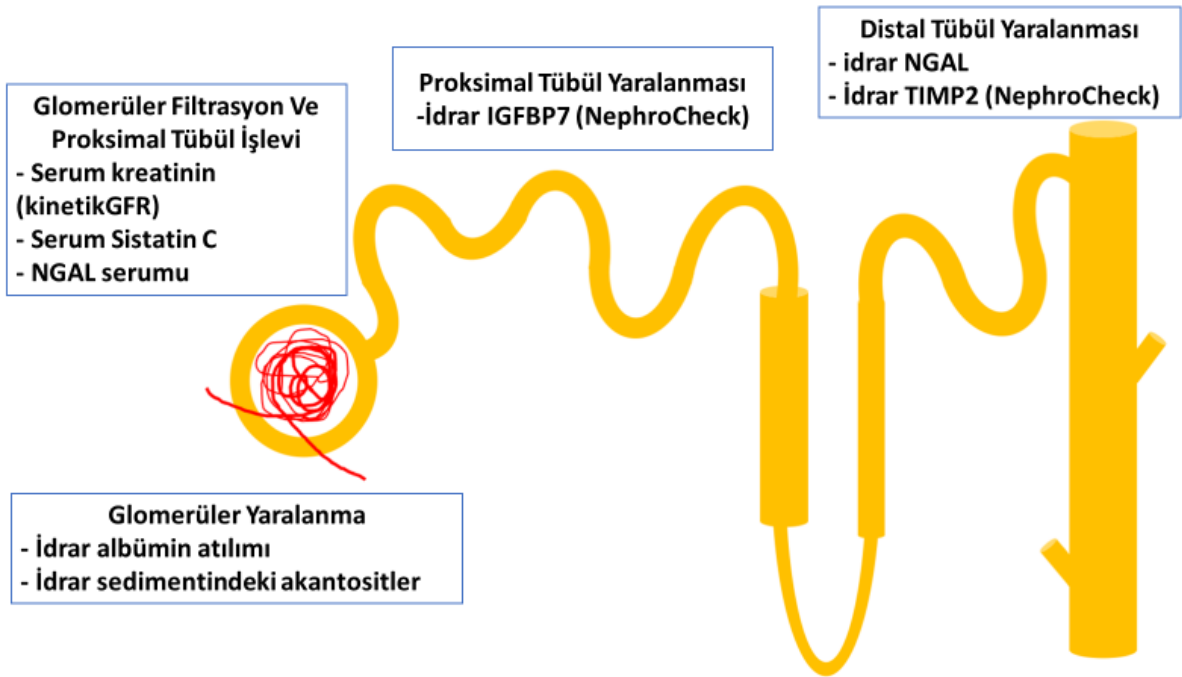 Glomerüler Filtrasyon Ve
Proksimal Tübül İşlevi
- Serum kreatinin
(kinetikGFR)
- Serum Sistatin C
- NGAL serumu
Proksimal Tübül Yaralanması
-İdrar IGFBP7 (NephroCheck)
Distal Tübül Yaralanması
- idrar NGAL
- İdrar TIMP2 (NephroCheck)
Glomerüler Yaralanma
- İdrar albümin atılımı
- İdrar sedimentindeki akantositler